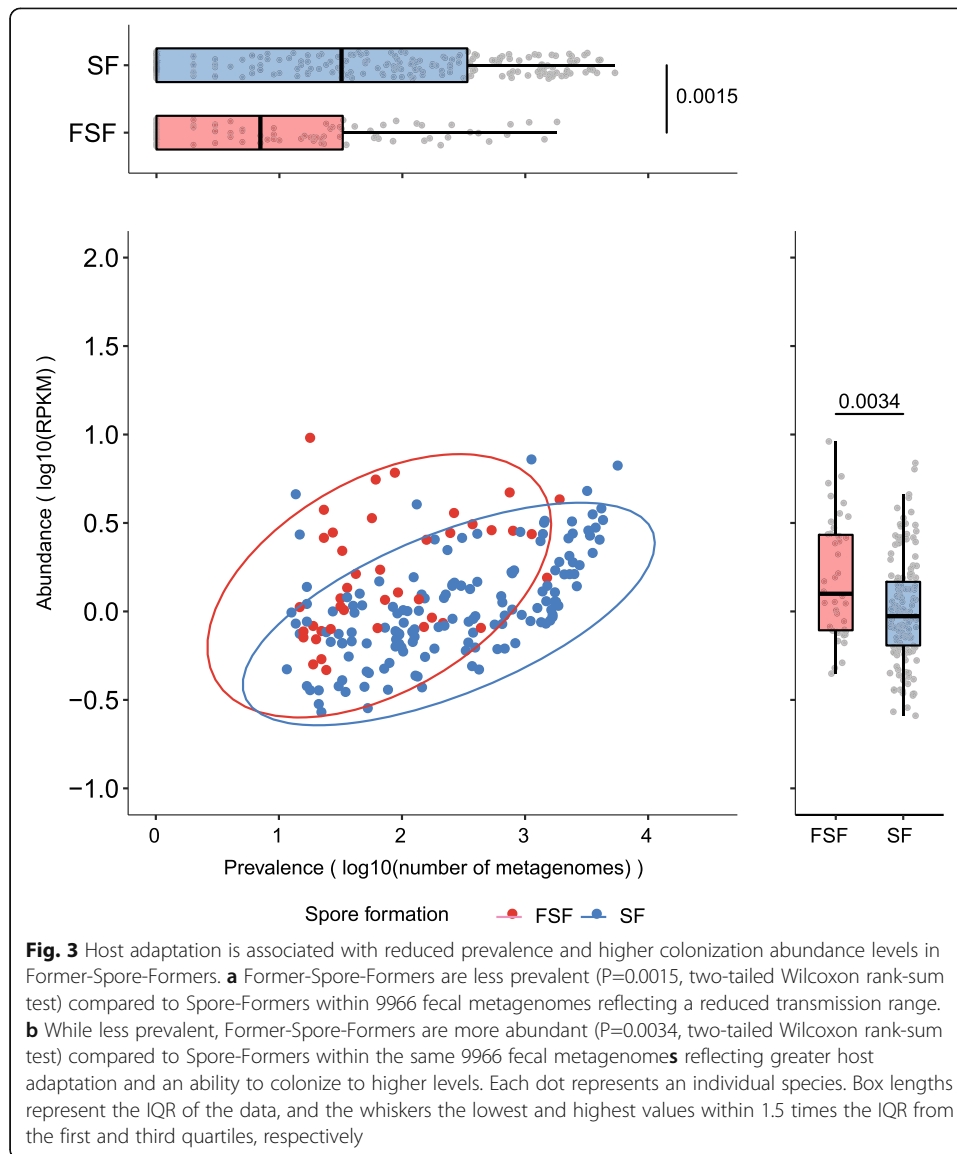 SF
FSF
0.0015
2.0
1.5
1.0
0.5
0.0
−0.5
−1.0
Abundance ( log10(RPKM) )
0 1 2 3 4
Prevalence ( log10(number of metagenomes) )
0.0034
FSF SF
Spore formation FSF SF
Fig. 3 Host adaptation is associated with reduced prevalence and higher colonization abundance levels in
Former-Spore-Formers. a Former-Spore-Formers are less prevalent (P=0.0015, two-tailed Wilcoxon rank-sum
test) compared to Spore-Formers within 9966 fecal metagenomes reflecting a reduced transmission range.
b While less prevalent, Former-Spore-Formers are more abundant (P=0.0034, two-tailed Wilcoxon rank-sum
test) compared to Spore-Formers within the same 9966 fecal metagenomes reflecting greater host
adaptation and an ability to colonize to higher levels. Each dot represents an individual species. Box lengths
represent the IQR of the data, and the whiskers the lowest and highest values within 1.5 times the IQR from
the first and third quartiles, respectively